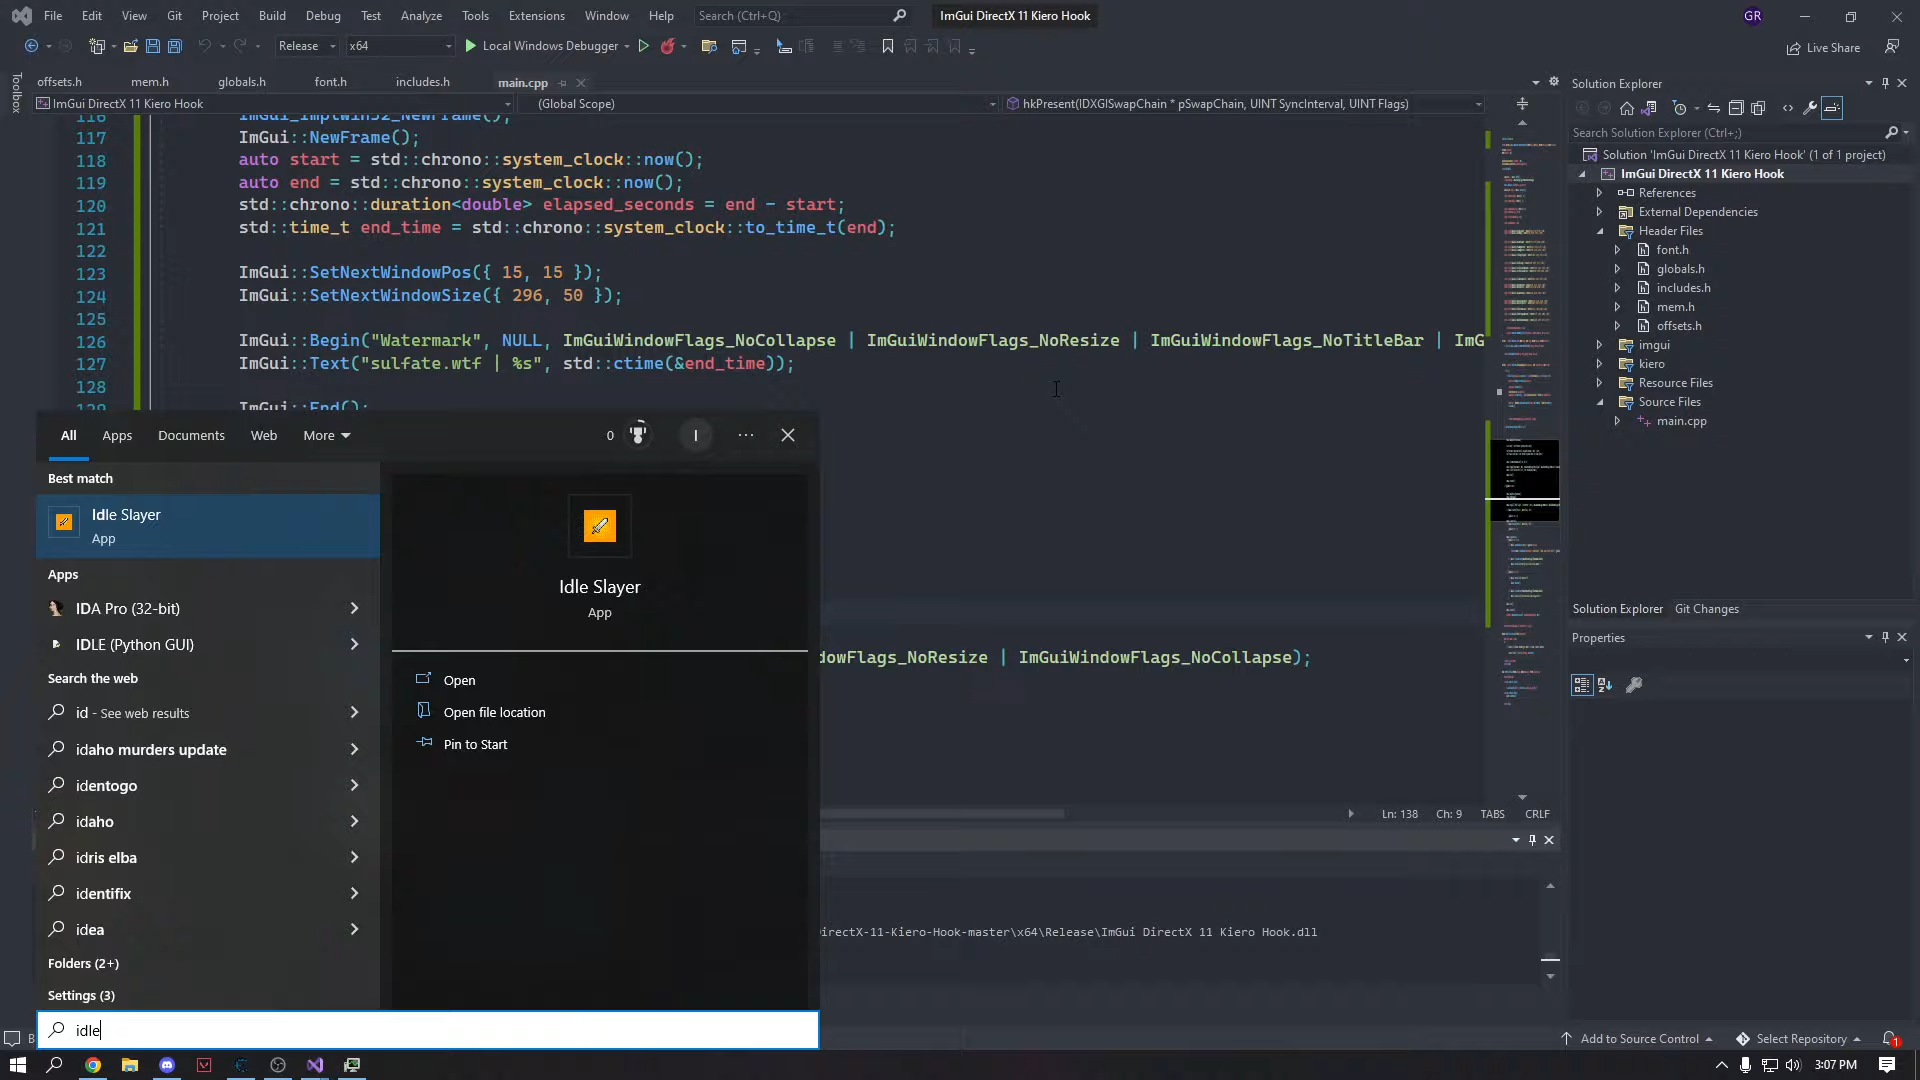 File Edit View Git Project Build Debug Test Analyze Tools Extensions Window Help Search (Ctrl+Q) ImGui DirectX 11 Kiero Hook GR
Release x64 Local Windows Debugger Live Share
Toolbox
offsets.h mem.h globals.h font.h includes.h main.cpp
ImGui DirectX 11 Kiero Hook (Global Scope) hkPresent(IDXGISwapChain * pSwapChain, UINT SyncInterval, UINT Flags)
116 ImGui_ImplWin32_NewFrame();
117 ImGui::NewFrame();
118 auto start = std::chrono::system_clock::now();
119 auto end = std::chrono::system_clock::now();
120 std::chrono::duration<double> elapsed_seconds = end - start;
121 std::time_t end_time = std::chrono::system_clock::to_time_t(end);
122
123 ImGui::SetNextWindowPos({ 15, 15 });
124 ImGui::SetNextWindowSize({ 296, 50 });
125
126 ImGui::Begin("Watermark", NULL, ImGuiWindowFlags_NoCollapse | ImGuiWindowFlags_NoResize | ImGuiWindowFlags_NoTitleBar | ImG
127 ImGui::Text("sulfate.wtf | %s", std::ctime(&end_time));
128
129 ImGui::End();
dowFlags_NoResize | ImGuiWindowFlags_NoCollapse);
Ln: 138 Ch: 9 TABS CRLF
DirectX-11-Kiero-Hook-master\x64\Release\ImGui DirectX 11 Kiero Hook.dll
All Apps Documents Web More 0 I
Best match
Idle Slayer
App
Apps
IDA Pro (32-bit)
IDLE (Python GUI)
Search the web
id - See web results
idaho murders update
identogo
idaho
idris elba
identifix
idea
Folders (2+)
Settings (3)
idle
Idle Slayer
App
Open
Open file location
Pin to Start
Solution Explorer
Search Solution Explorer (Ctrl+;)
Solution 'ImGui DirectX 11 Kiero Hook' (1 of 1 project)
ImGui DirectX 11 Kiero Hook
References
External Dependencies
Header Files
font.h
globals.h
includes.h
mem.h
offsets.h
imgui
kiero
Resource Files
Source Files
main.cpp
Solution Explorer Git Changes
Properties
Add to Source Control Select Repository 1
3:07 PM